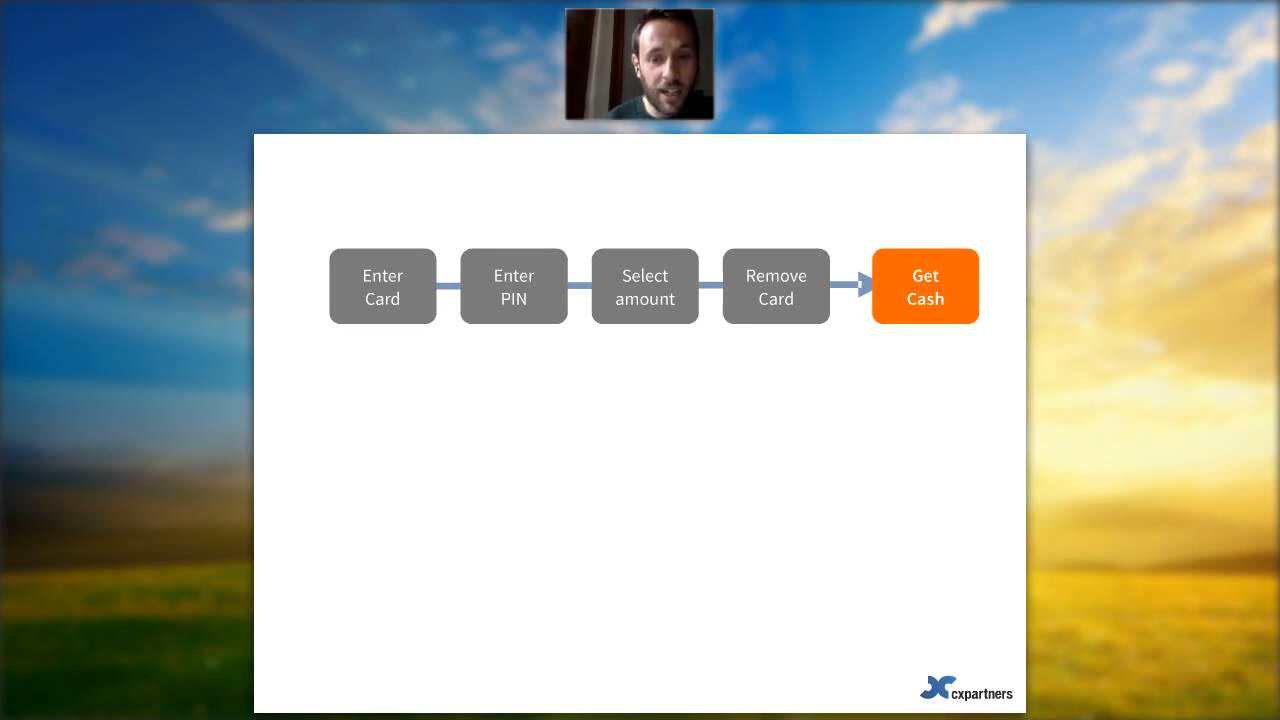 Enter
Card
Enter
PIN
Select
amount
Remove
Card
Get
Cash
cxpartners